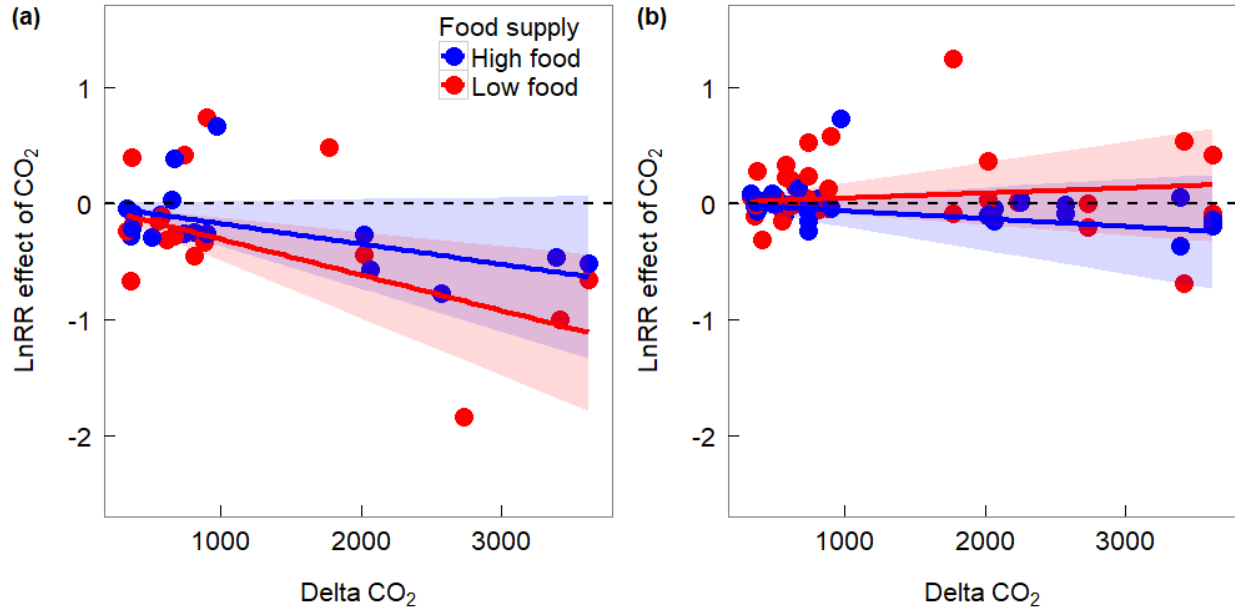 (a)
Food supply
High food
Low food
1
0
-1
-2
LnRR effect of CO₂
1000
2000
3000
Delta CO₂
(b)
1
0
-1
-2
LnRR effect of CO₂
1000
2000
3000
Delta CO₂